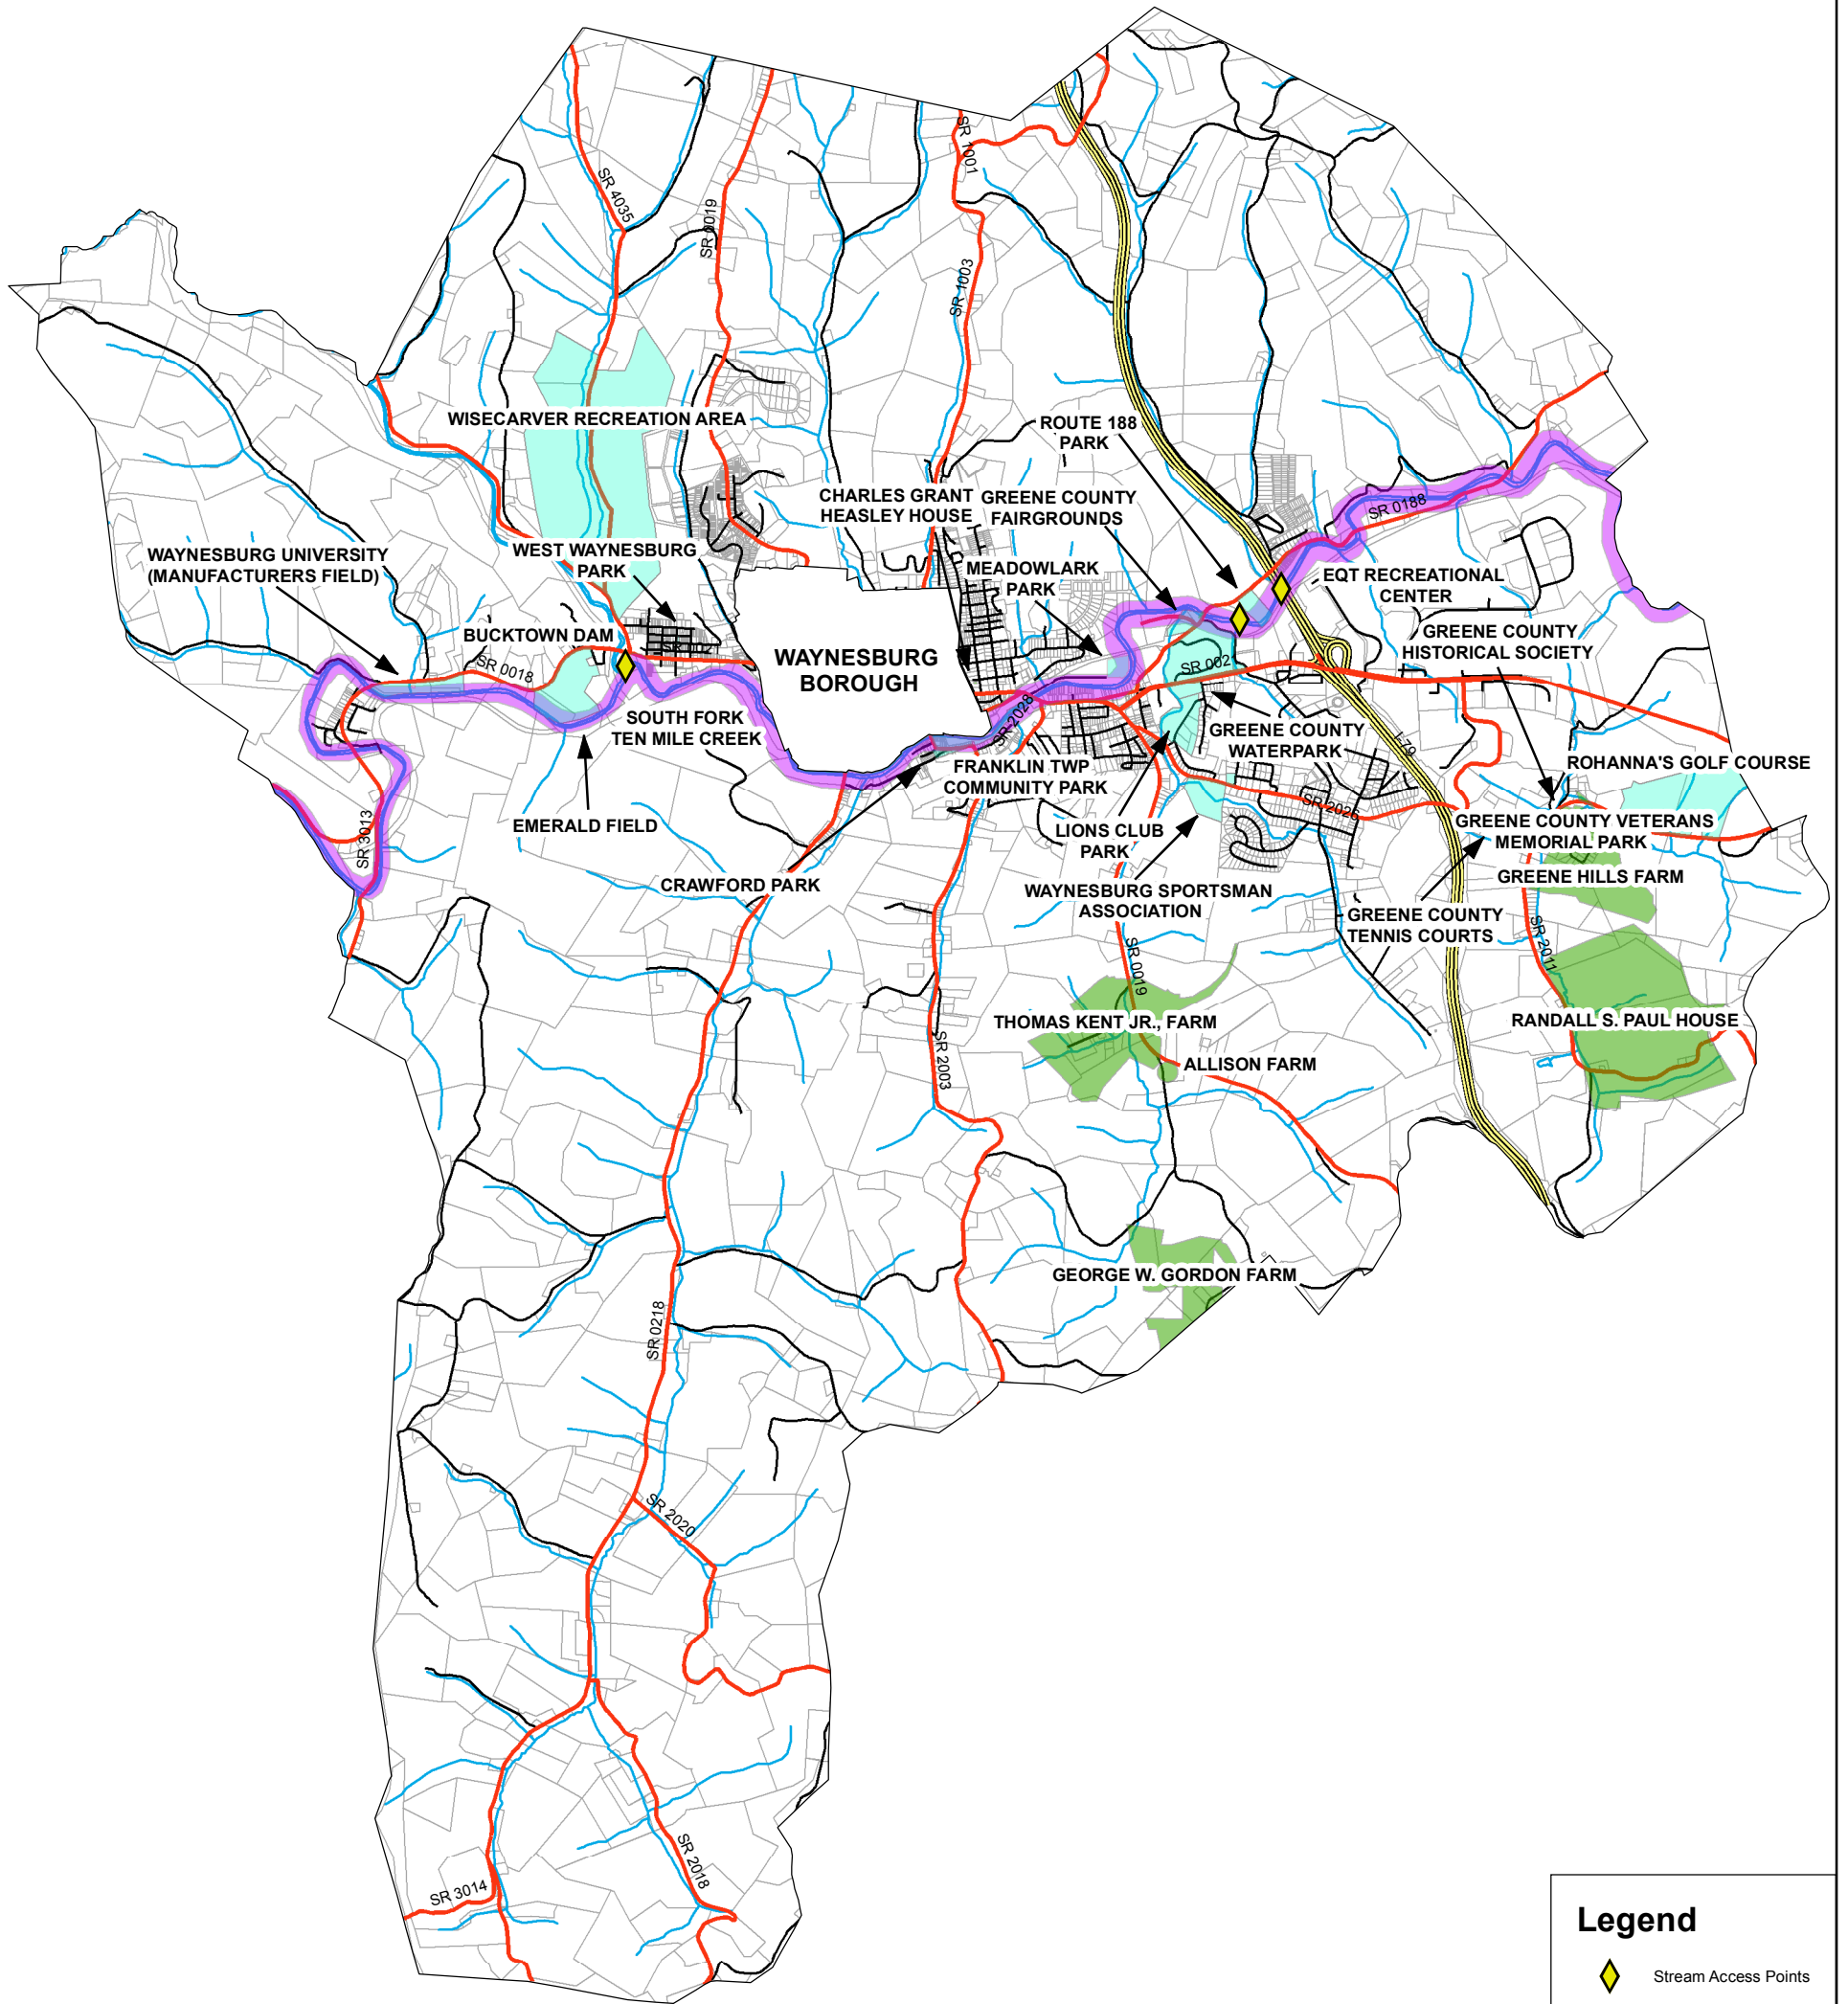 SR 4035
SR 0019
SR 1001
SR 1003
WISECARVER RECREATION AREA
ROUTE 188
PARK
CHARLES GRANT
HEASLEY HOUSE
GREENE COUNTY
FAIRGROUNDS
SR 0188
WAYNESBURG UNIVERSITY
(MANUFACTURERS FIELD)
WEST WAYNESBURG
PARK
MEADOWLARK
PARK
EQT RECREATIONAL
CENTER
BUCKTOWN DAM
GREENE COUNTY
HISTORICAL SOCIETY
SR 0018
WAYNESBURG
BOROUGH
SR 002
SOUTH FORK
TEN MILE CREEK
SR 2028
GREENE COUNTY
WATERPARK
I-79
FRANKLIN TWP
COMMUNITY PARK
ROHANNA'S GOLF COURSE
SR 2026
EMERALD FIELD
SR 3013
LIONS CLUB
PARK
GREENE COUNTY VETERANS
MEMORIAL PARK
CRAWFORD PARK
WAYNESBURG SPORTSMAN
ASSOCIATION
GREENE HILLS FARM
GREENE COUNTY
TENNIS COURTS
SR 0019
SR 2011
THOMAS KENT JR., FARM
RANDALL S. PAUL HOUSE
SR 2003
ALLISON FARM
GEORGE W. GORDON FARM
SR 0218
SR 2020
SR 2018
SR 3014
Legend
Stream Access Points